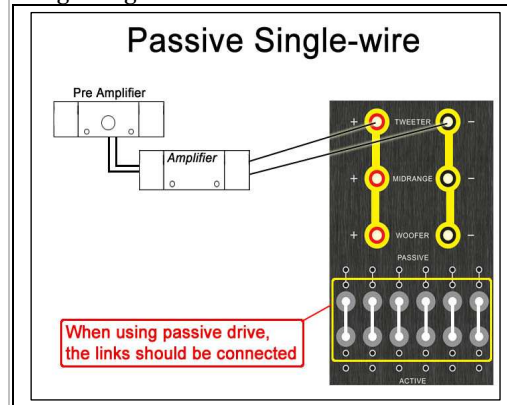 Passive Single-wire
Pre Amplifier
Amplifier
+ TWEETER −
+ MIDRANGE −
+ WOOFER −
PASSIVE
When using passive drive,
the links should be connected
ACTIVE